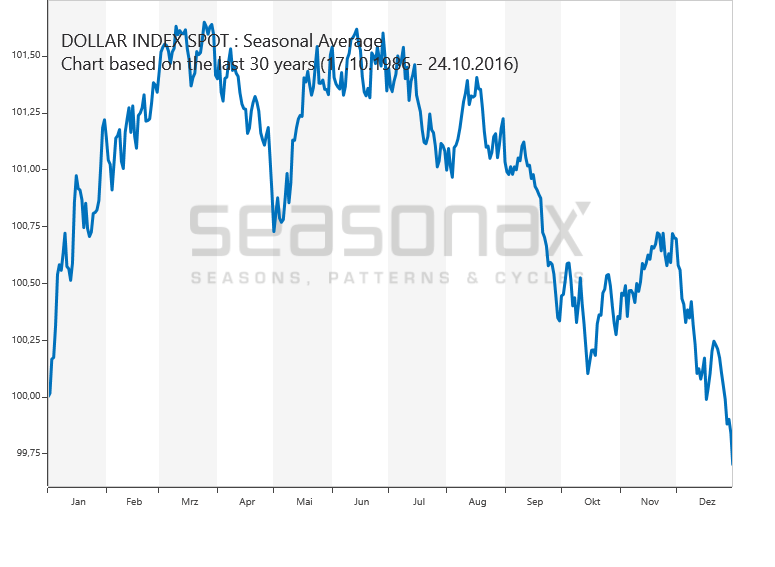 DOLLAR INDEX SPOT : Seasonal Average
Chart based on the last 30 years (17.10.1986 - 24.10.2016)
101,50
101,25
101,00
100,75
100,50
100,25
100,00
99,75
seasonax
SEASONS, PATTERNS & CYCLES
Jan Feb Mrz Apr Mai Jun Jul Aug Sep Okt Nov Dez